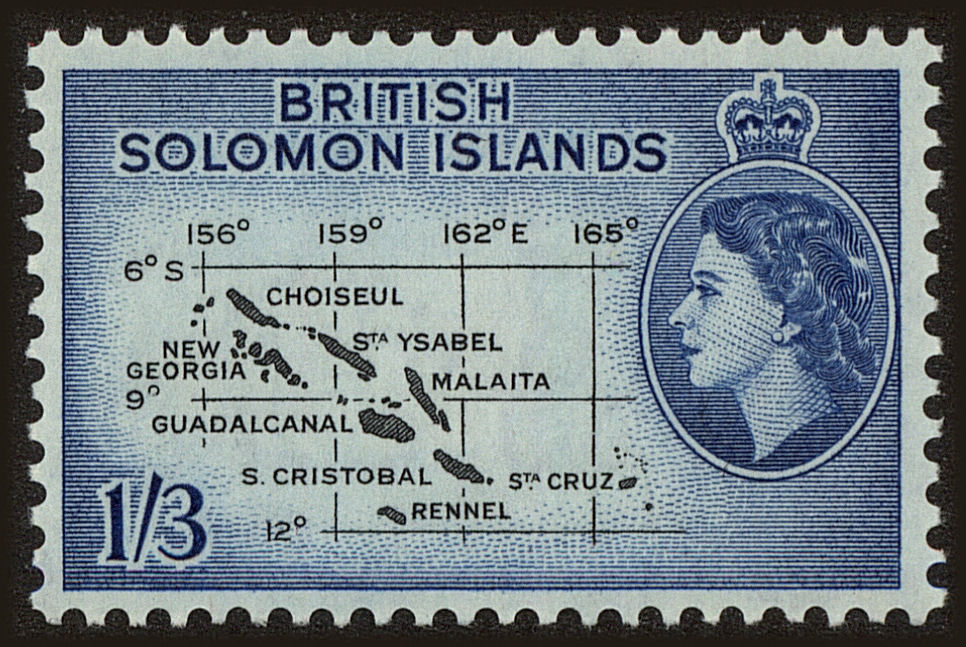 BRITISH
SOLOMON ISLANDS
156° 159° 162°E 165°
6°S
CHOISEUL
STA YSABEL
NEW
GEORGIA
MALAITA
9°
GUADALCANAL
S. CRISTOBAL
STA CRUZ
RENNEL
12°
1/3